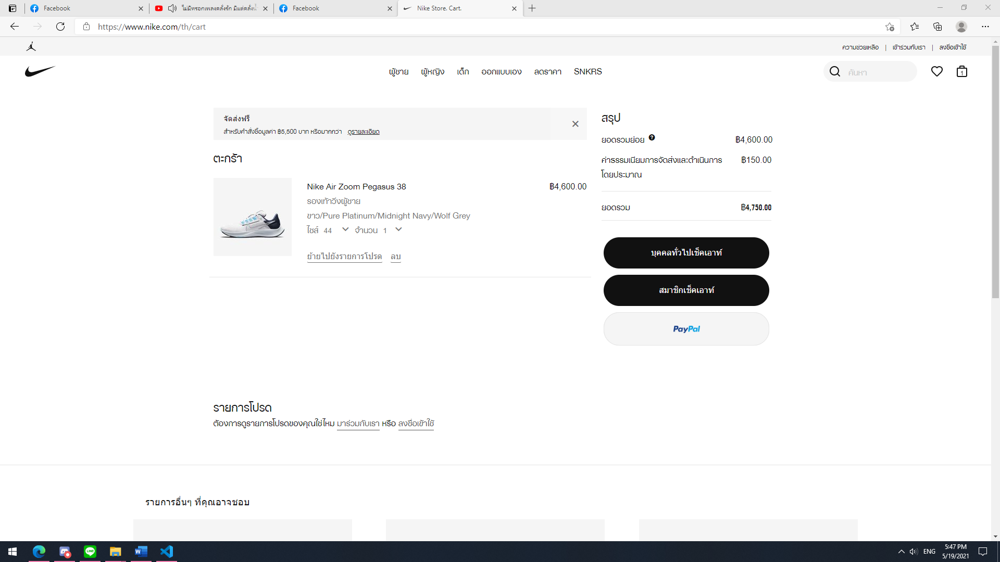 Facebook
ไม่มีหรอกเพลงคลั่งรัก มีแต่คลั่งน้
Facebook
Nike Store. Cart.
https://www.nike.com/th/cart
ความช่วยเหลือ | เข้าร่วมกับเรา | ลงชื่อเข้าใช้
ผู้ชาย ผู้หญิง เด็ก ออกแบบเอง ลดราคา SNKRS
ค้นหา
1
จัดส่งฟรี
สำหรับคำสั่งซื้อมูลค่า ฿5,500 บาท หรือมากกว่า ดูรายละเอียด
ตะกร้า
Nike Air Zoom Pegasus 38 ฿4,600.00
รองเท้าวิ่งผู้ชาย
ขาว/Pure Platinum/Midnight Navy/Wolf Grey
ไซส์ 44 จำนวน 1
ย้ายไปยังรายการโปรด ลบ
สรุป
ยอดรวมย่อย ? ฿4,600.00
ค่าธรรมเนียมการจัดส่งและดำเนินการ ฿150.00
โดยประมาณ
ยอดรวม ฿4,750.00
บุคคลทั่วไปเช็คเอาท์
สมาชิกเช็คเอาท์
PayPal
รายการโปรด
ต้องการดูรายการโปรดของคุณใช่ไหม มาร่วมกับเรา หรือ ลงชื่อเข้าใช้
รายการอื่นๆ ที่คุณอาจชอบ
LINE
W
ENG
5:47 PM
5/19/2021